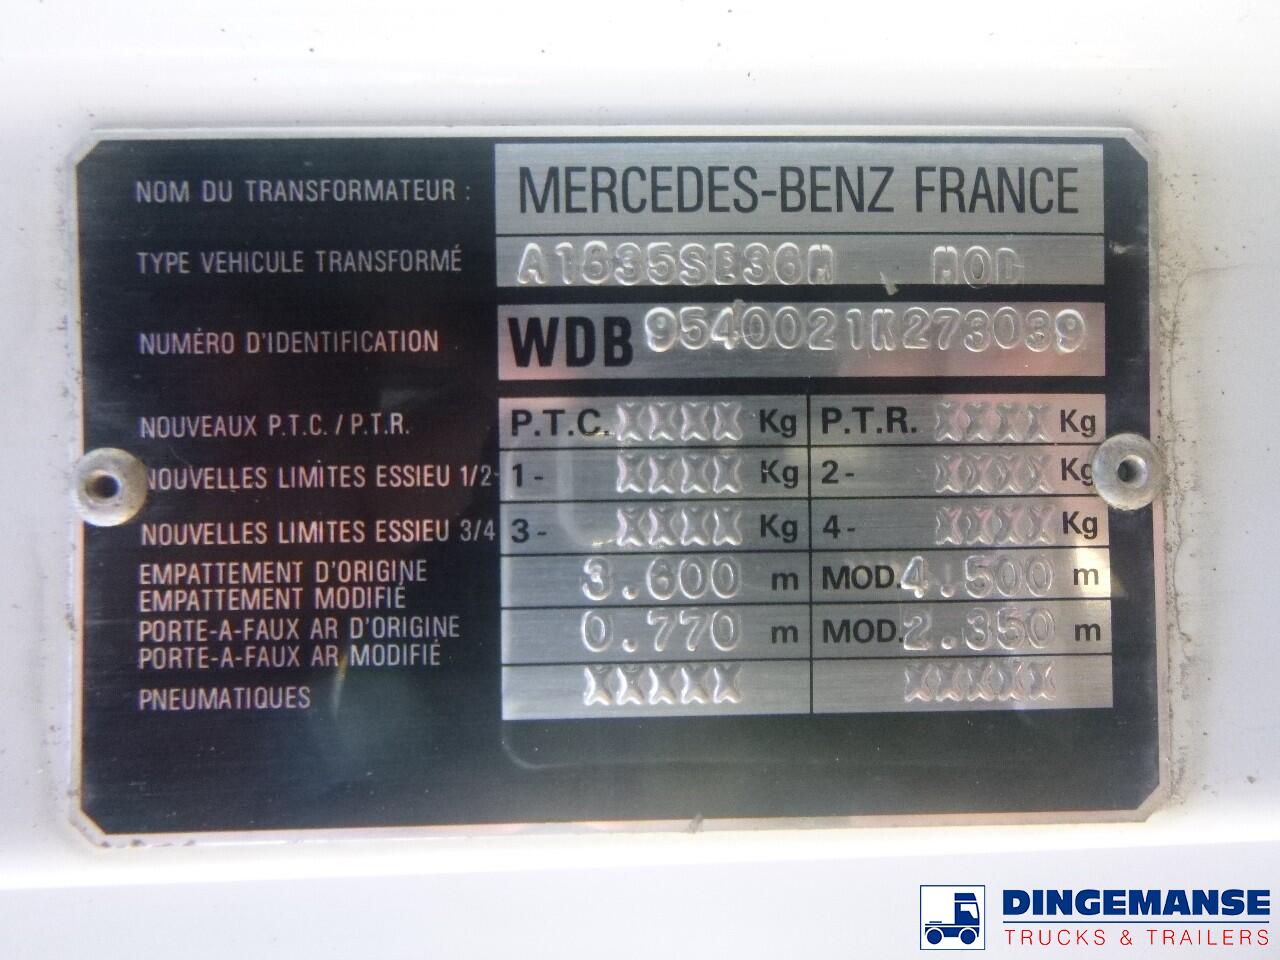 NOM DU TRANSFORMATEUR : MERCEDES-BENZ FRANCE
TYPE VEHICULE TRANSFORMÉ A1835SE36M MOD
NUMÉRO D'IDENTIFICATION WDB 9540021K273039
NOUVEAUX P.T.C. / P.T.R. P.T.C. XXXX Kg P.T.R. XXXX Kg
NOUVELLES LIMITES ESSIEU 1/2 1- XXXX Kg 2- XXXX Kg
NOUVELLES LIMITES ESSIEU 3/4 3- XXXX Kg 4- XXXX Kg
EMPATTEMENT D'ORIGINE 3.600 m MOD. 4.500 m
EMPATTEMENT MODIFIÉ
PORTE-A-FAUX AR D'ORIGINE 0.770 m MOD. 2.350 m
PORTE-A-FAUX AR MODIFIÉ
PNEUMATIQUES XXXXX XXXXX
DINGEMANSE
TRUCKS & TRAILERS